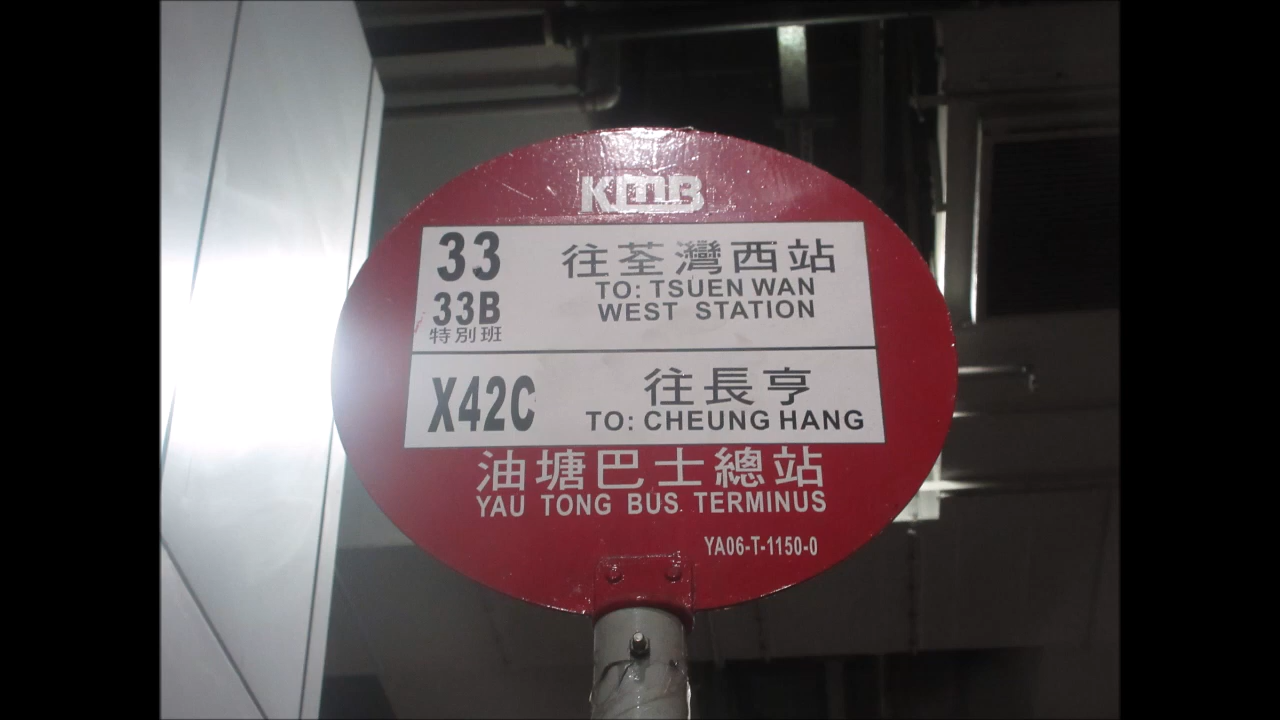 KMB
33
33B
特別班
往荃灣西站
TO: TSUEN WAN
WEST STATION
X42C
往長亨
TO: CHEUNG HANG
油塘巴士總站
YAU TONG BUS TERMINUS
YA06-T-1150-0